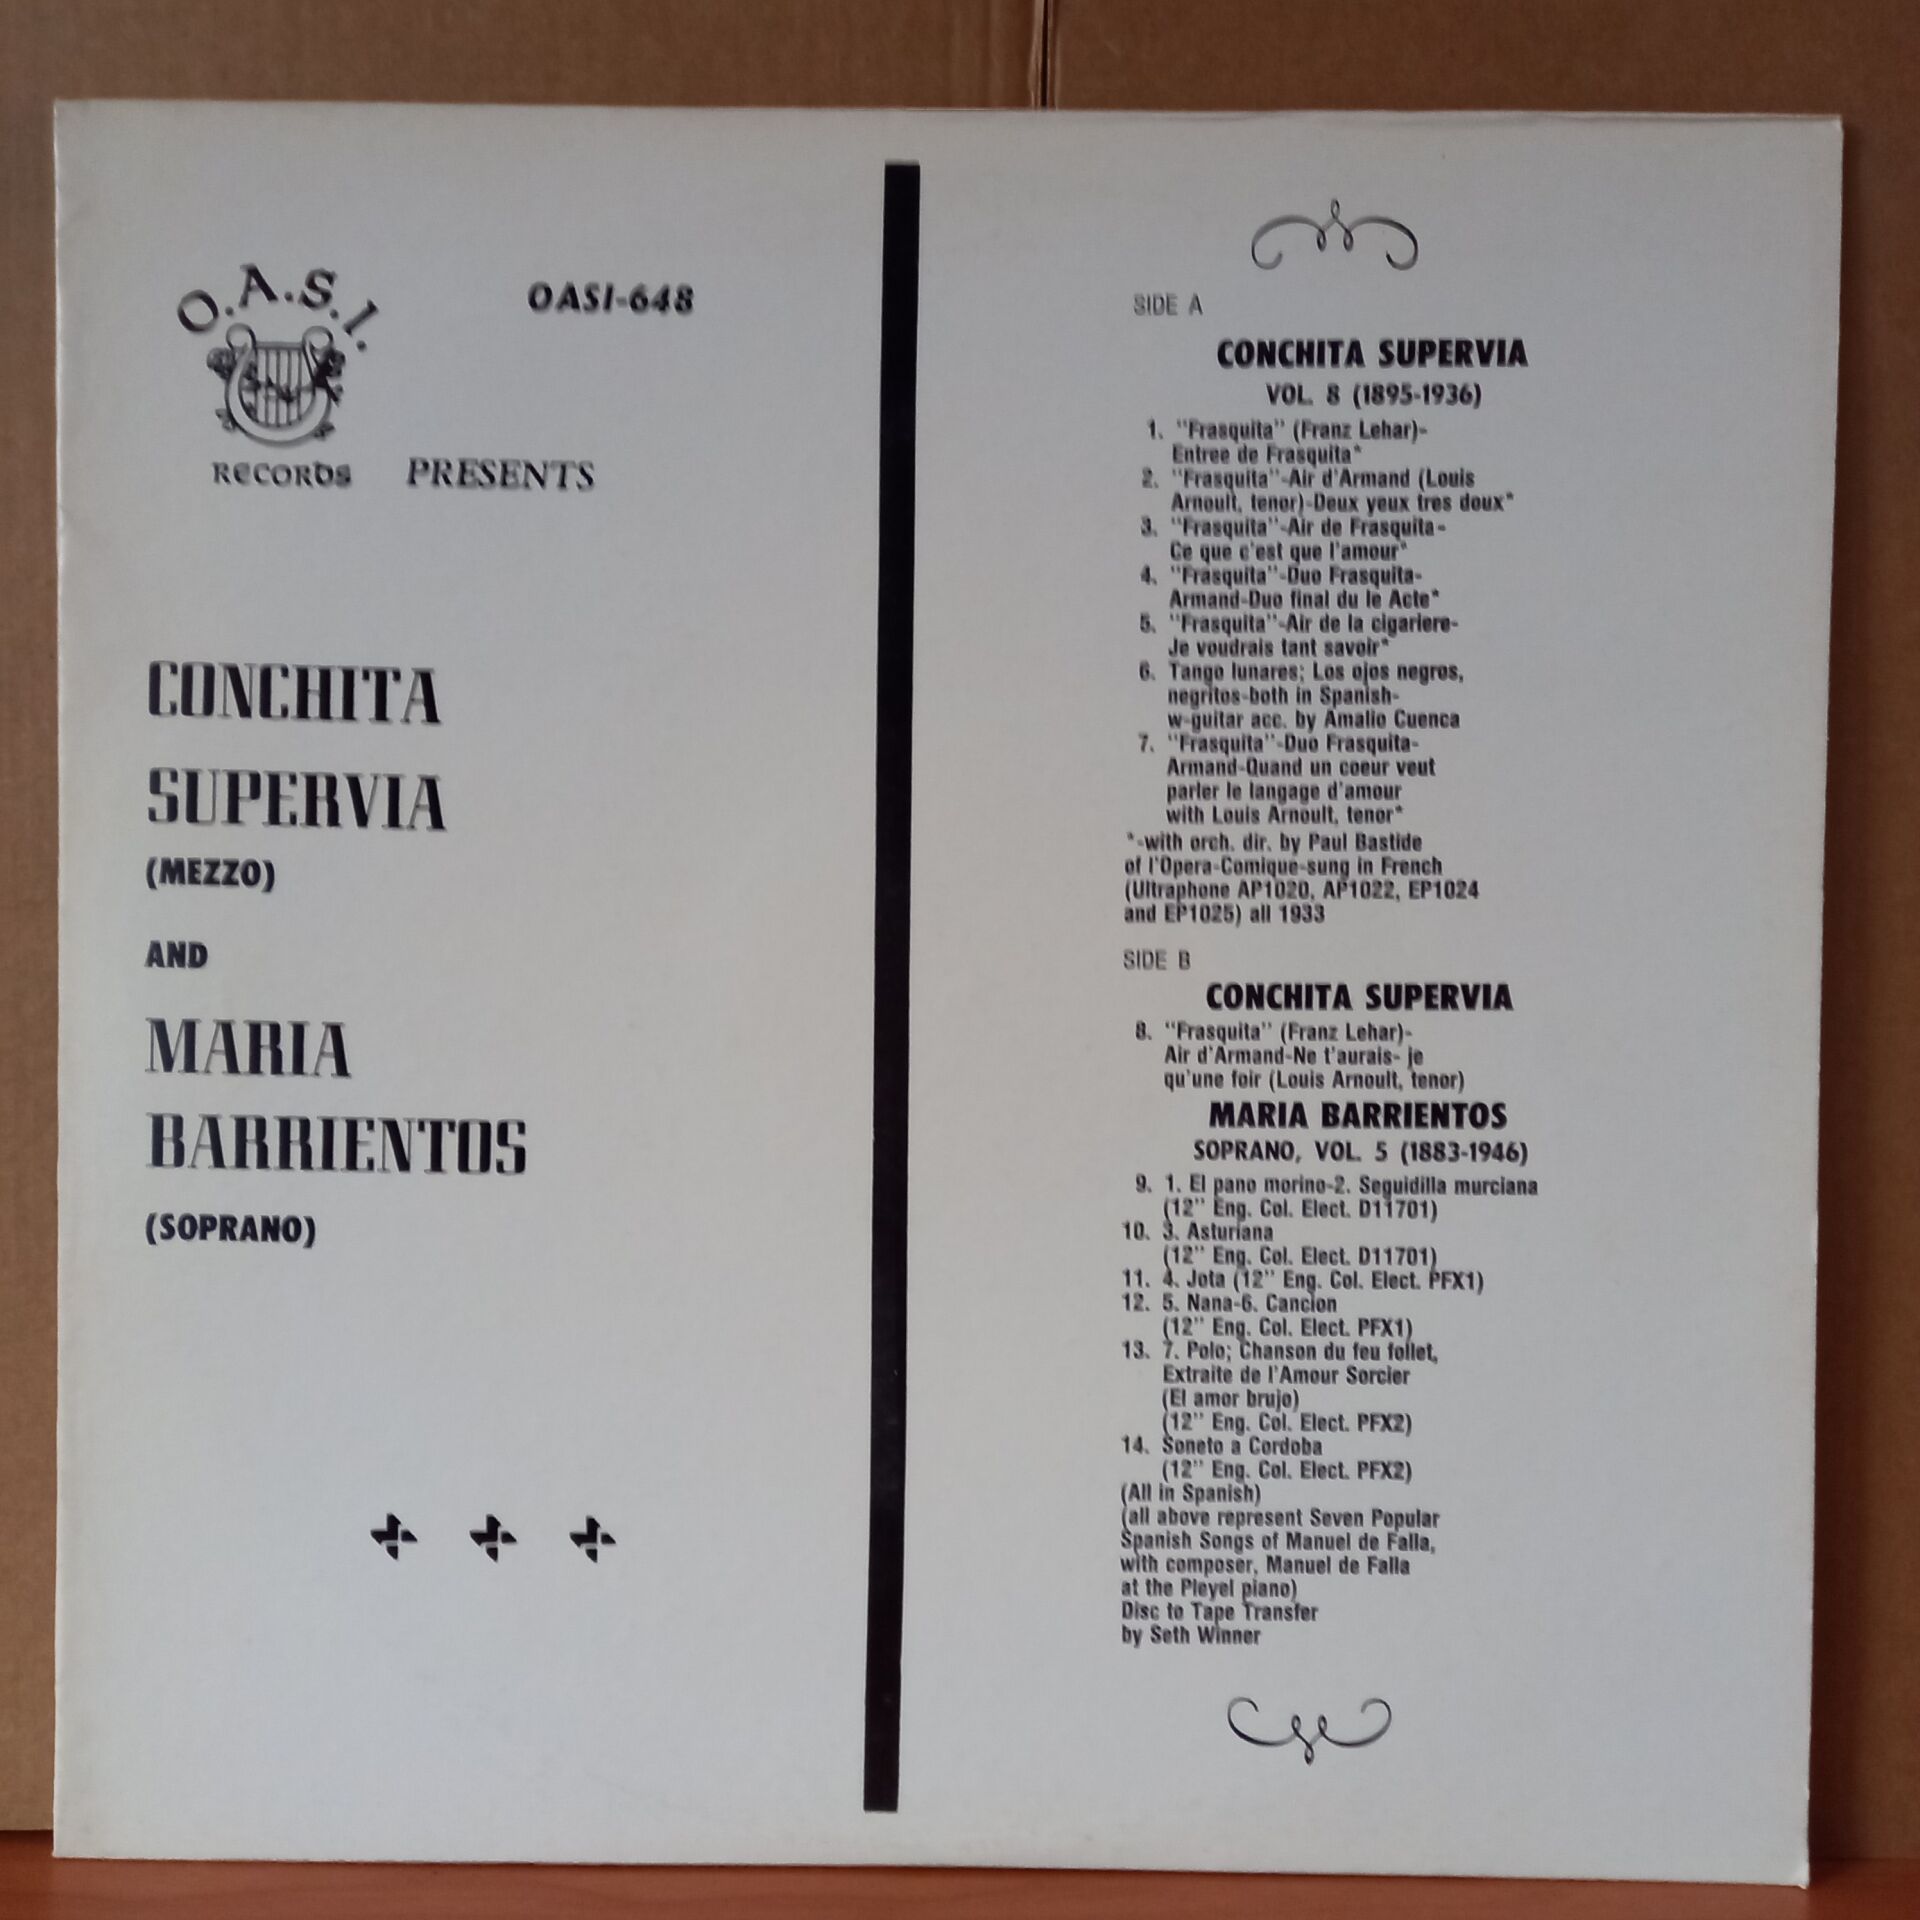 O.A.S.I.
RECORDS PRESENTS
OASI-648
CONCHITA
SUPERVIA
(MEZZO)
AND
MARIA
BARRIENTOS
(SOPRANO)
SIDE A
CONCHITA SUPERVIA
VOL. 8 (1895-1936)
1. "Frasquita" (Franz Lehar)-
Entree de Frasquita*
2. "Frasquita"-Air d'Armand (Louis
Arnoult, tenor)-Deux yeux tres doux*
3. "Frasquita"-Air de Frasquita-
Ce que c'est que l'amour*
4. "Frasquita"-Duo Frasquita-
Armand-Duo final du le Acte*
5. "Frasquita"-Air de la cigariere-
Je voudrais tant savoir*
6. Tango lunares; Los ojos negros,
negritos-both in Spanish-
w-guitar acc. by Amalio Cuenca
7. "Frasquita"-Duo Frasquita-
Armand-Quand un coeur veut
parler le langage d'amour
with Louis Arnoult, tenor*
*-with orch. dir. by Paul Bastide
of l'Opera-Comique-sung in French
(Ultraphone AP1020, AP1022, EP1024
and EP1025) all 1933
SIDE B
CONCHITA SUPERVIA
8. "Frasquita" (Franz Lehar)-
Air d'Armand-Ne t'aurais- je
qu'une foir (Louis Arnoult, tenor)
MARIA BARRIENTOS
SOPRANO, VOL. 5 (1883-1946)
9. 1. El pano morino-2. Seguidilla murciana
(12" Eng. Col. Elect. D11701)
10. 3. Asturiana
(12" Eng. Col. Elect. D11701)
11. 4. Jota (12" Eng. Col. Elect. PFX1)
12. 5. Nana-6. Cancion
(12" Eng. Col. Elect. PFX1)
13. 7. Polo; Chanson du feu follet,
Extraite de l'Amour Sorcier
(El amor brujo)
(12" Eng. Col. Elect. PFX2)
14. Soneto a Cordoba
(12" Eng. Col. Elect. PFX2)
(All in Spanish)
(all above represent Seven Popular
Spanish Songs of Manuel de Falla,
with composer, Manuel de Falla
at the Pleyel piano)
Disc to Tape Transfer
by Seth Winner